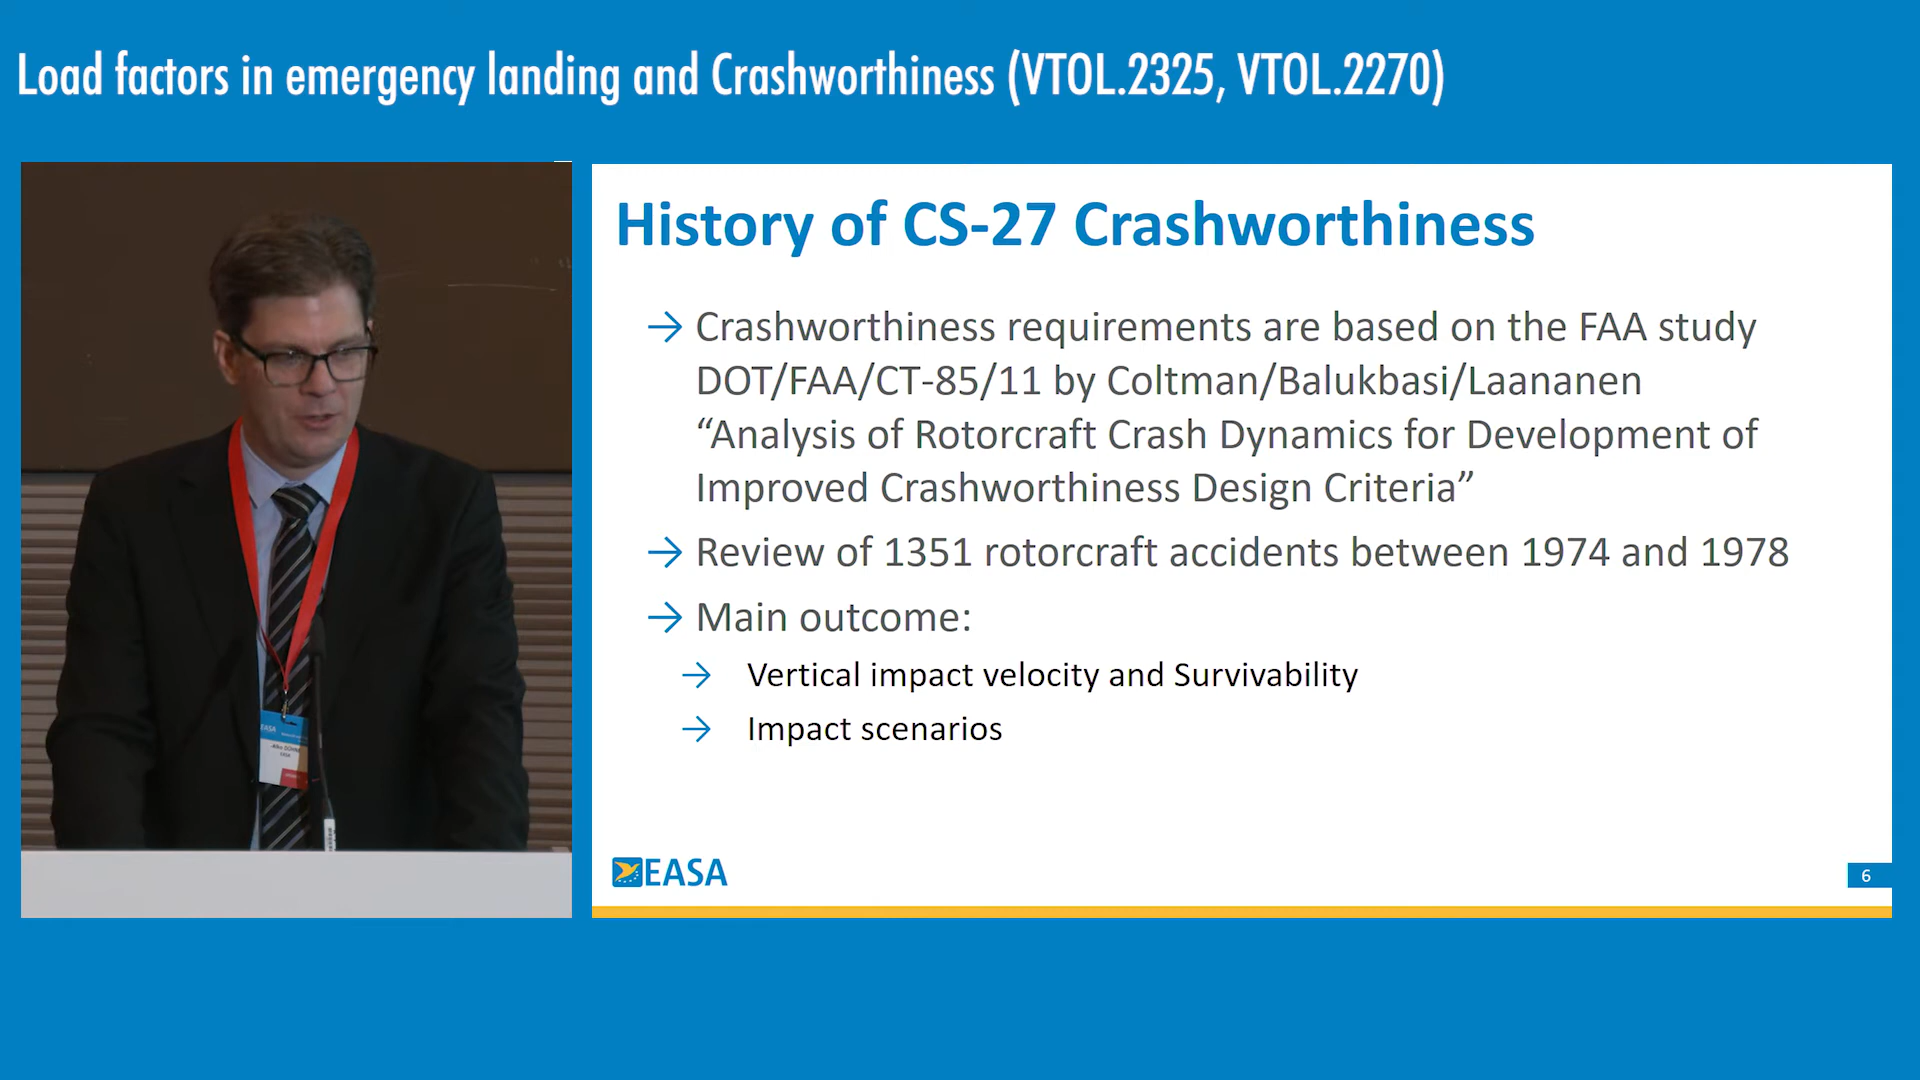 Load factors in emergency landing and Crashworthiness (VTOL.2325, VTOL.2270)
History of CS-27 Crashworthiness
→ Crashworthiness requirements are based on the FAA study
DOT/FAA/CT-85/11 by Coltman/Balukbasi/Laananen
“Analysis of Rotorcraft Crash Dynamics for Development of
Improved Crashworthiness Design Criteria”
→ Review of 1351 rotorcraft accidents between 1974 and 1978
→ Main outcome:
→ Vertical impact velocity and Survivability
→ Impact scenarios
EASA
6
EASA